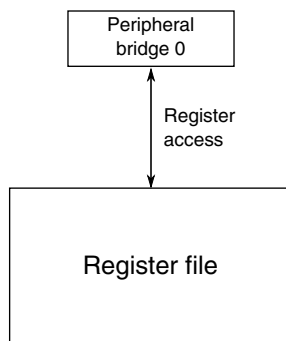 Peripheral
bridge 0
Register
access
Register file